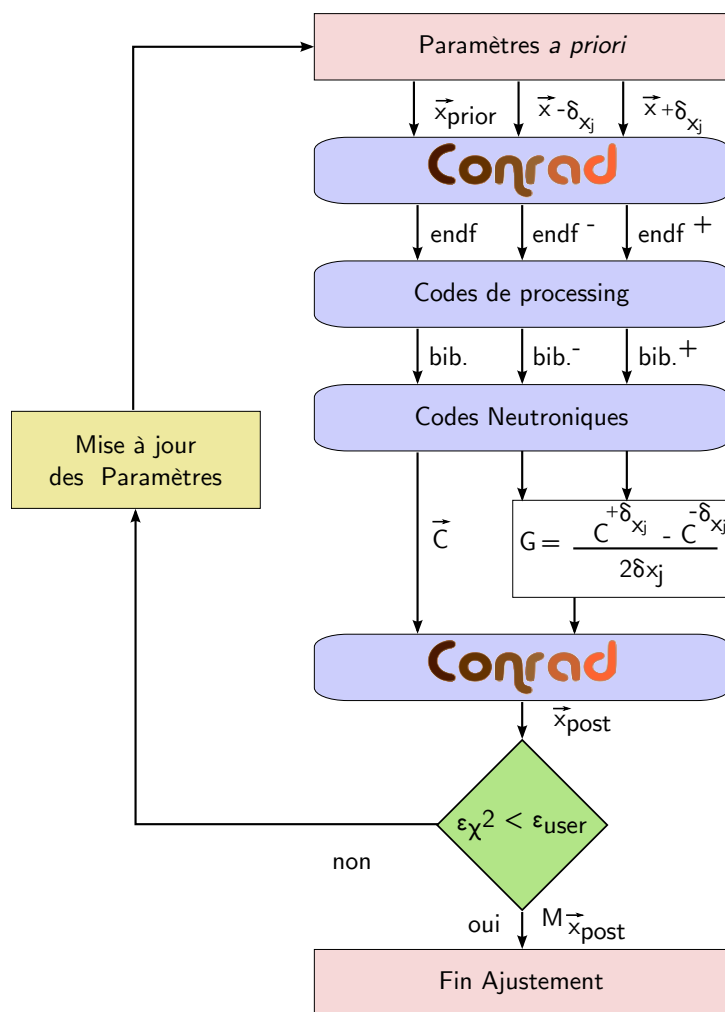 Paramètres a priori
x⃗prior x⃗-δxj x⃗+δxj
Conrad
endf endf - endf +
Codes de processing
bib. bib.- bib.+
Mise à jour
des Paramètres
Codes Neutroniques
C⃗
G = (C+δxj - C-δxj) / 2δxj
Conrad
x⃗post
εχ2 < εuser
non
oui Mx⃗post
Fin Ajustement